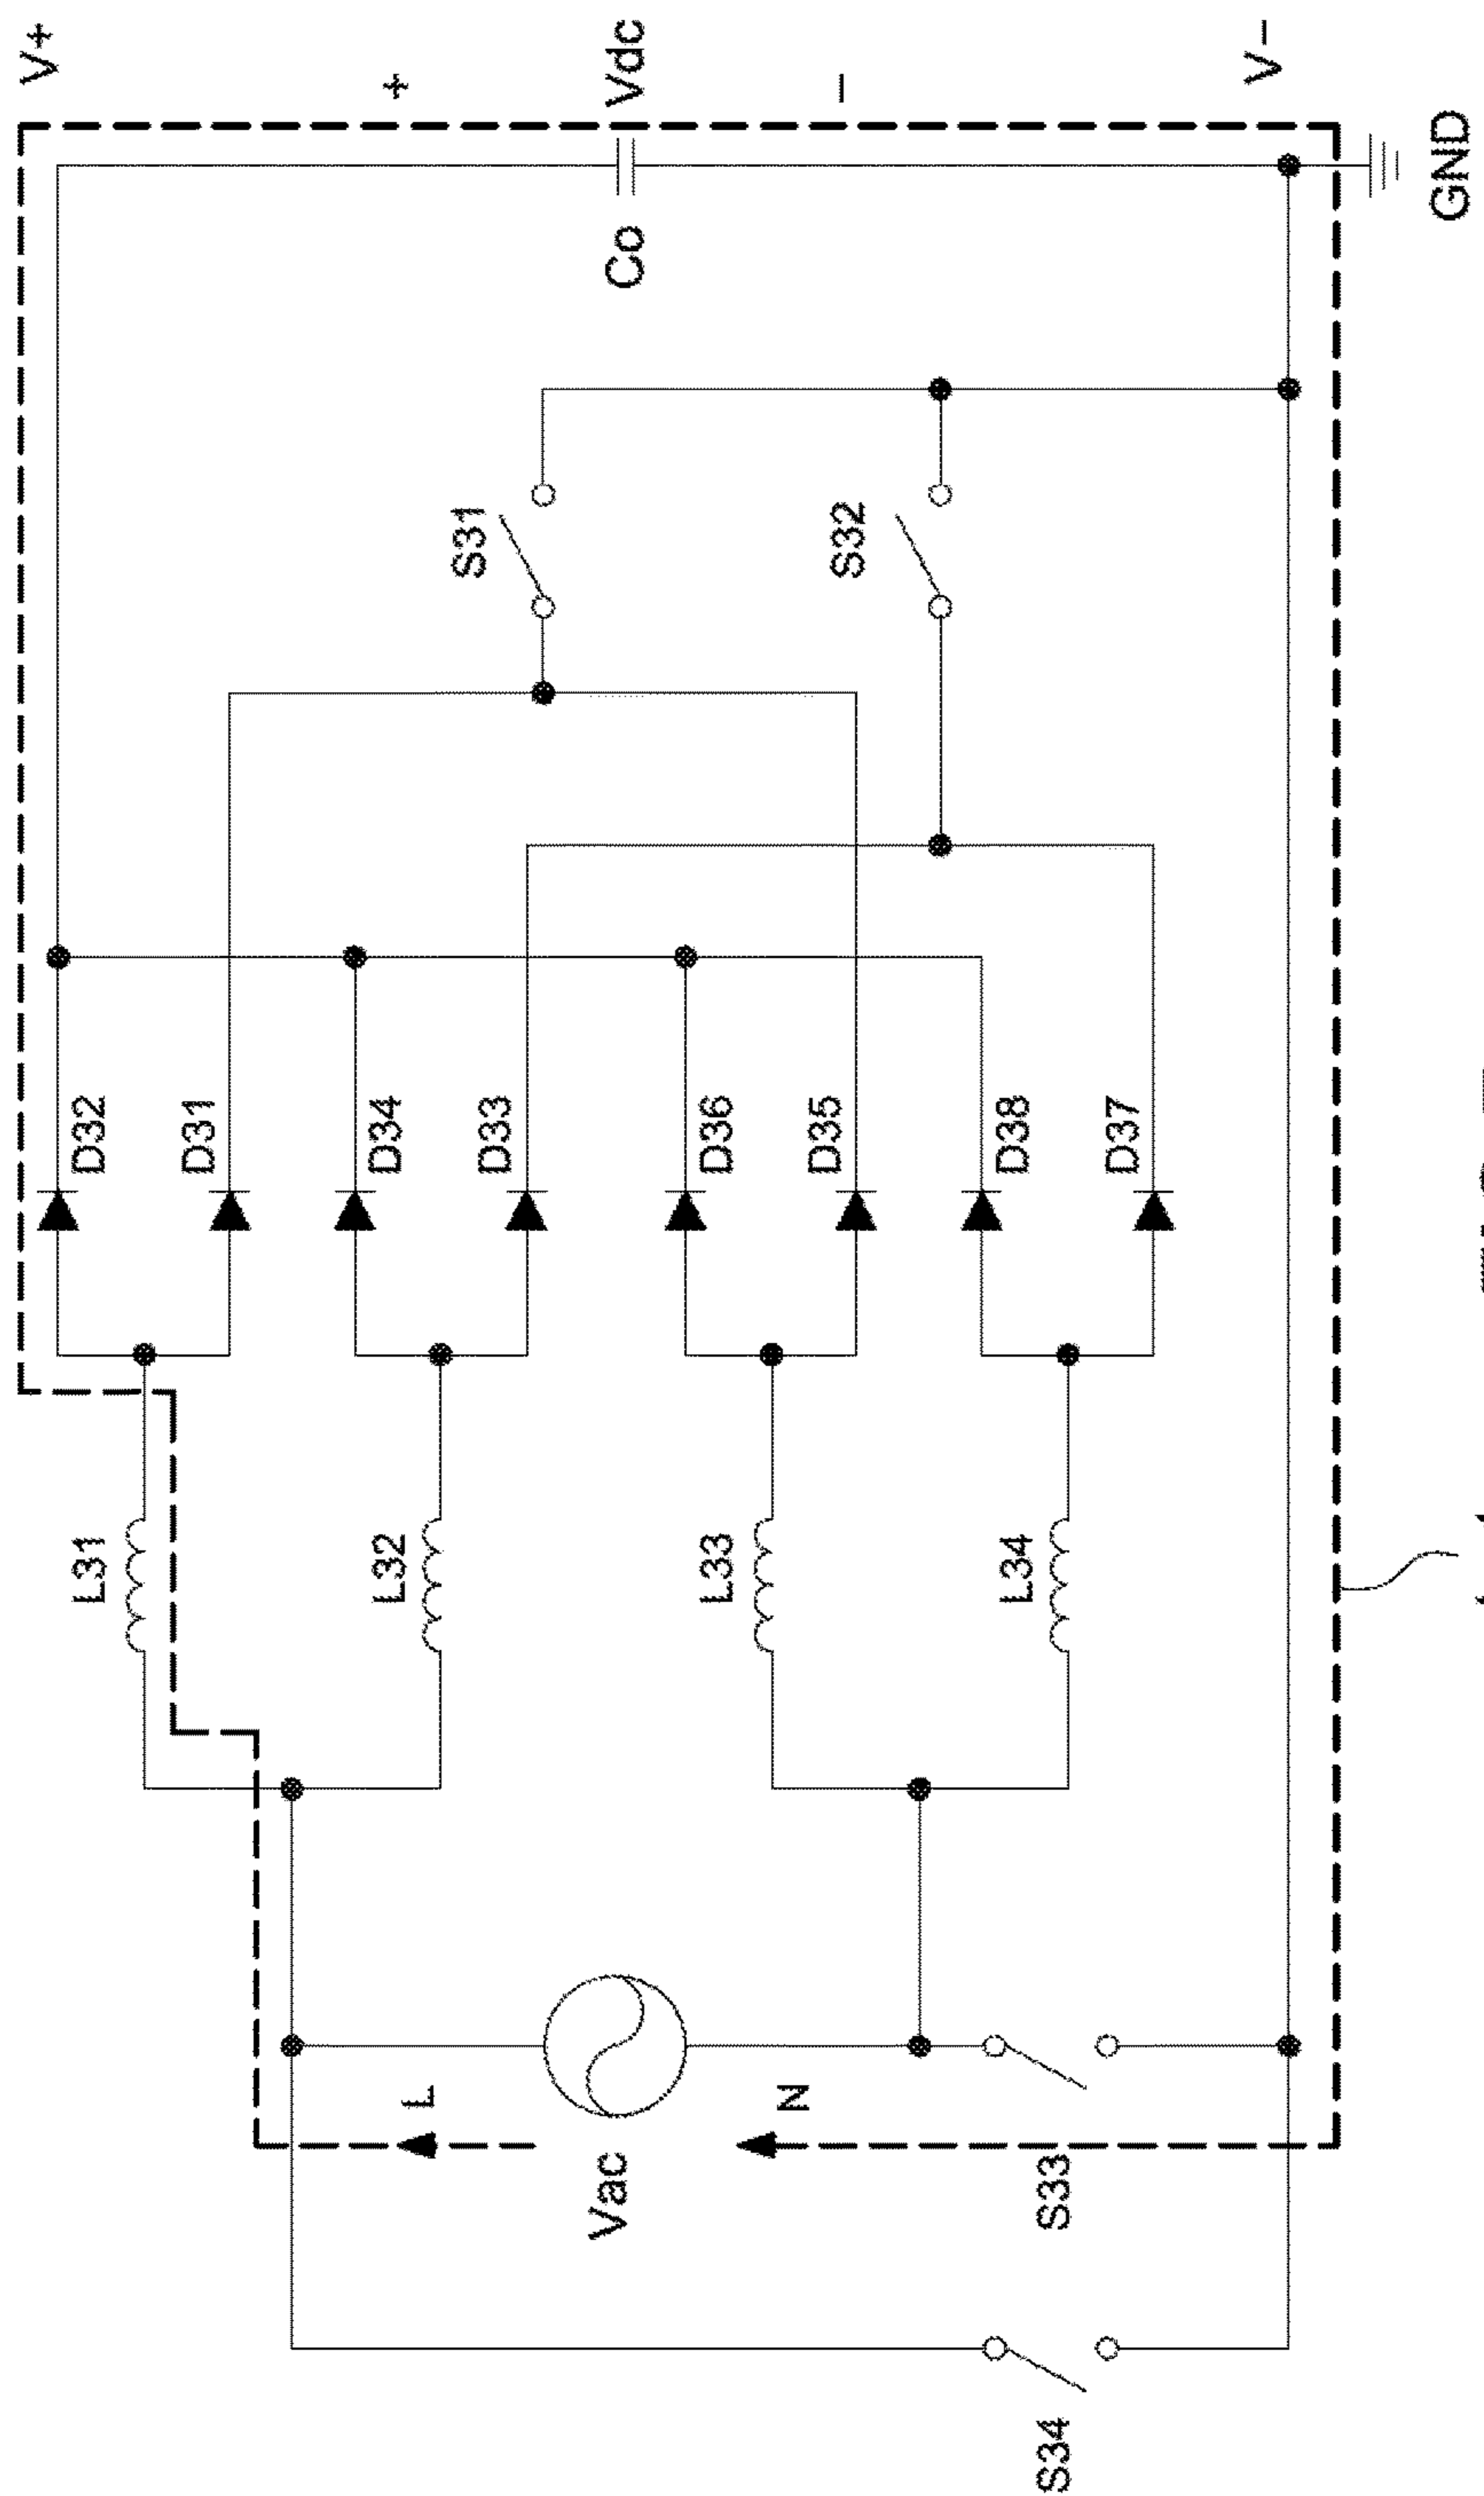 V+
+
Vdc
−
V−
Co
GND
S31
S32
D32
D31
D34
D33
D36
D35
D38
D37
L31
L32
L33
L34
L
Vac
N
S33
S34